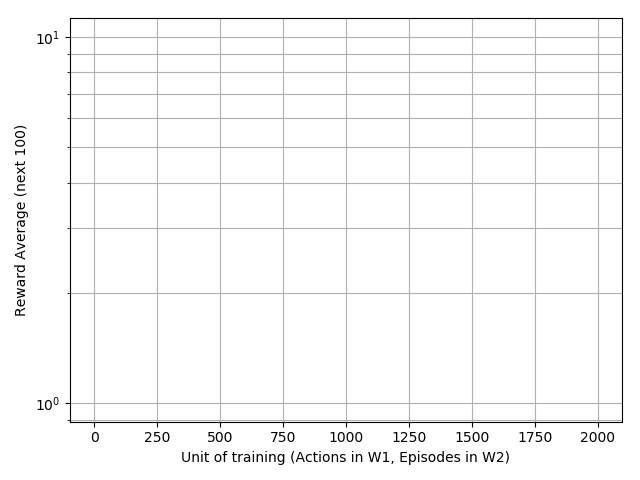 10¹
10⁰
Reward Average (next 100)
0 250 500 750 1000 1250 1500 1750 2000
Unit of training (Actions in W1, Episodes in W2)